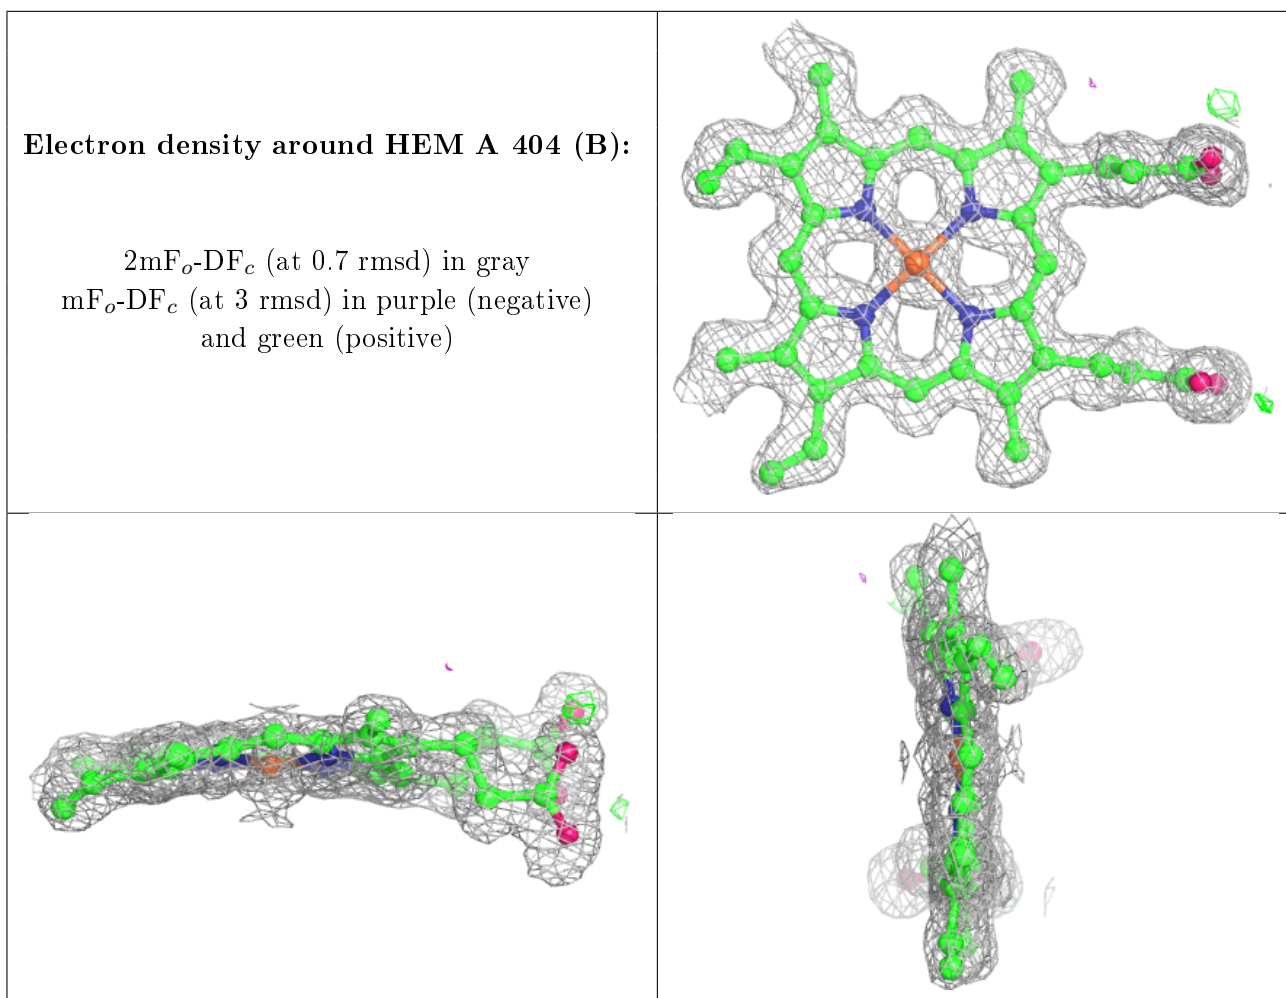 Electron density around HEM A 404 (B):
2mFo-DFc (at 0.7 rmsd) in gray
mFo-DFc (at 3 rmsd) in purple (negative)
and green (positive)